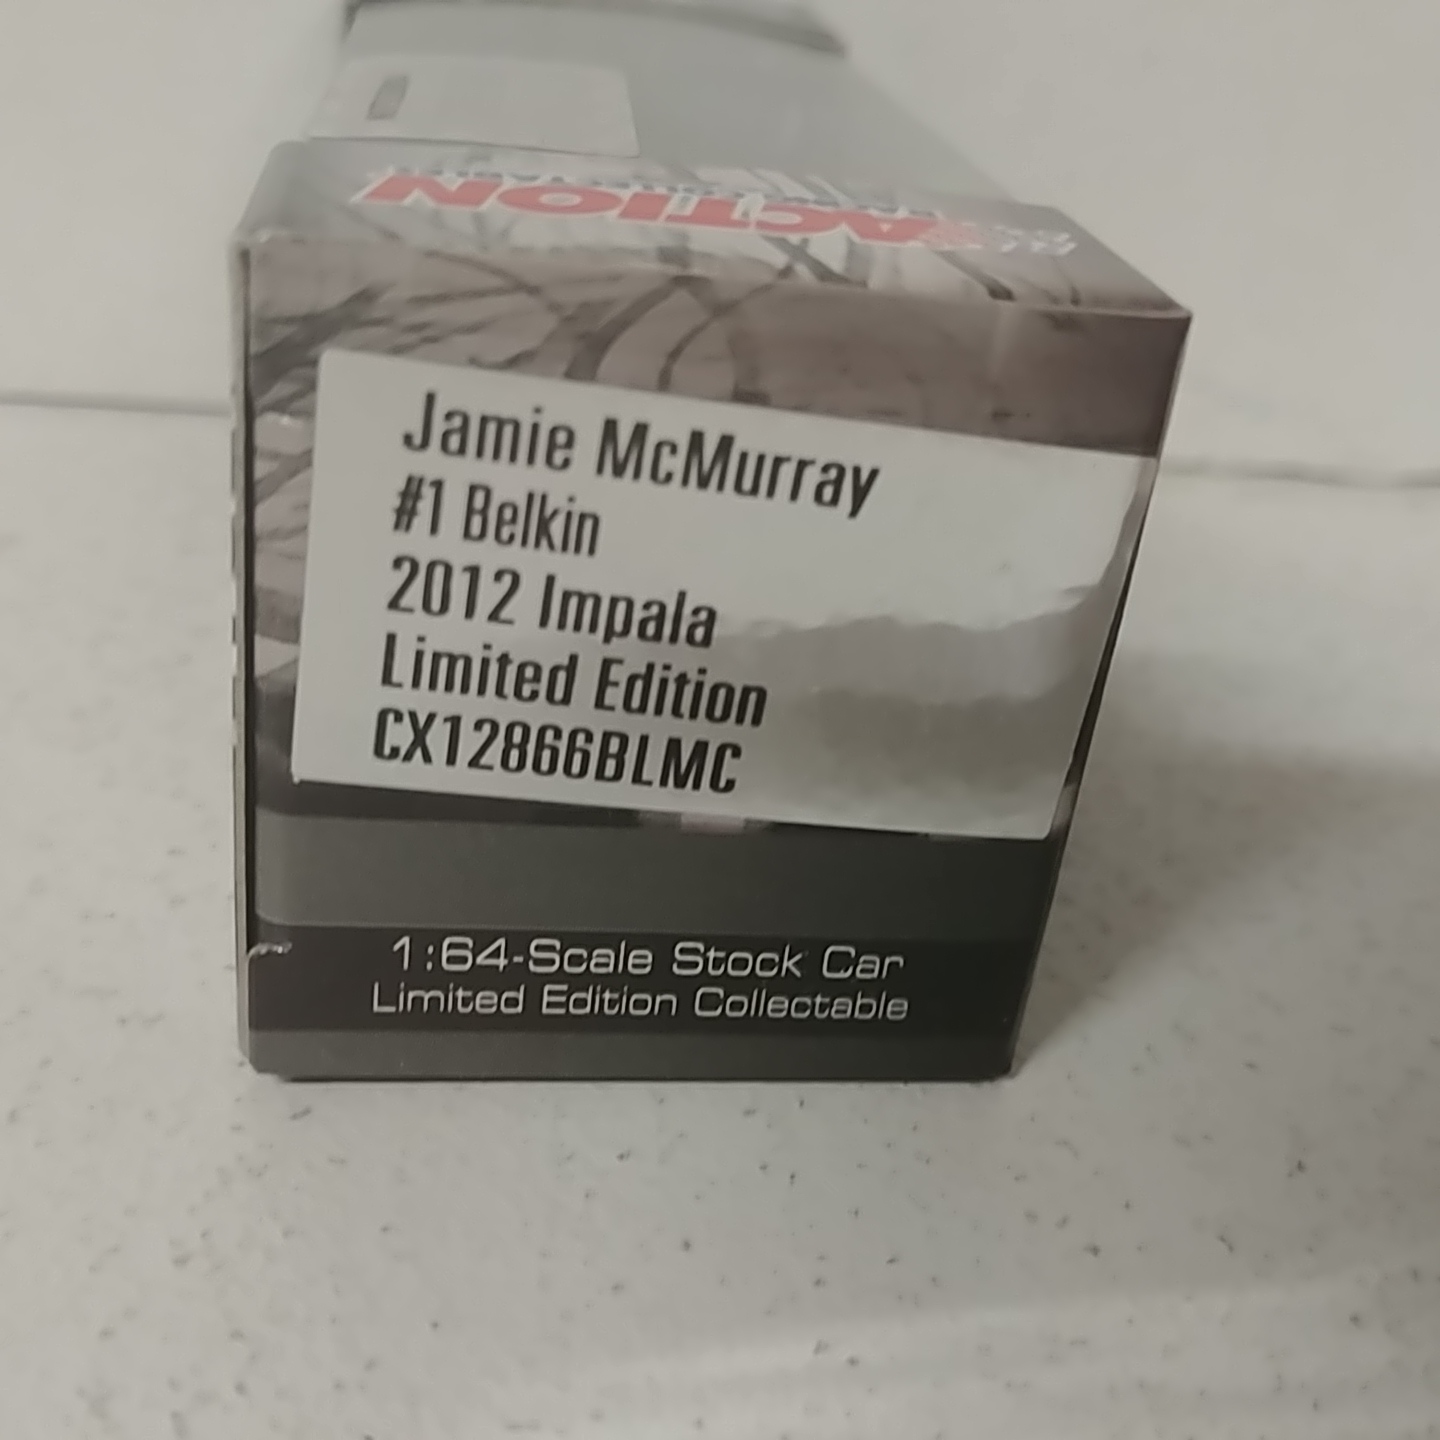 ACTION
Jamie McMurray
#1 Belkin
2012 Impala
Limited Edition
CX12866BLMC
1:64-Scale Stock Car
Limited Edition Collectable